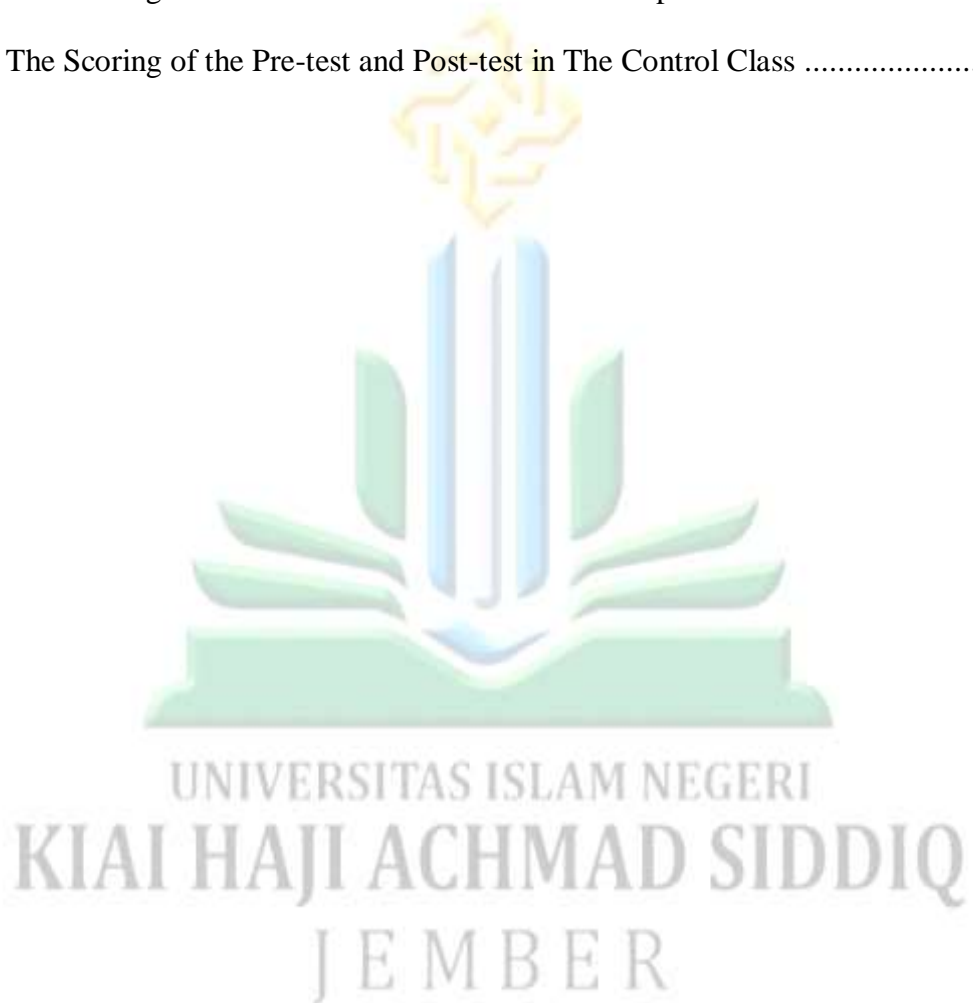 The Scoring of the Pre-test and Post-test in The Control Class ....................
UNIVERSITAS ISLAM NEGERI
KIAI HAJI ACHMAD SIDDIQ
JEMBER